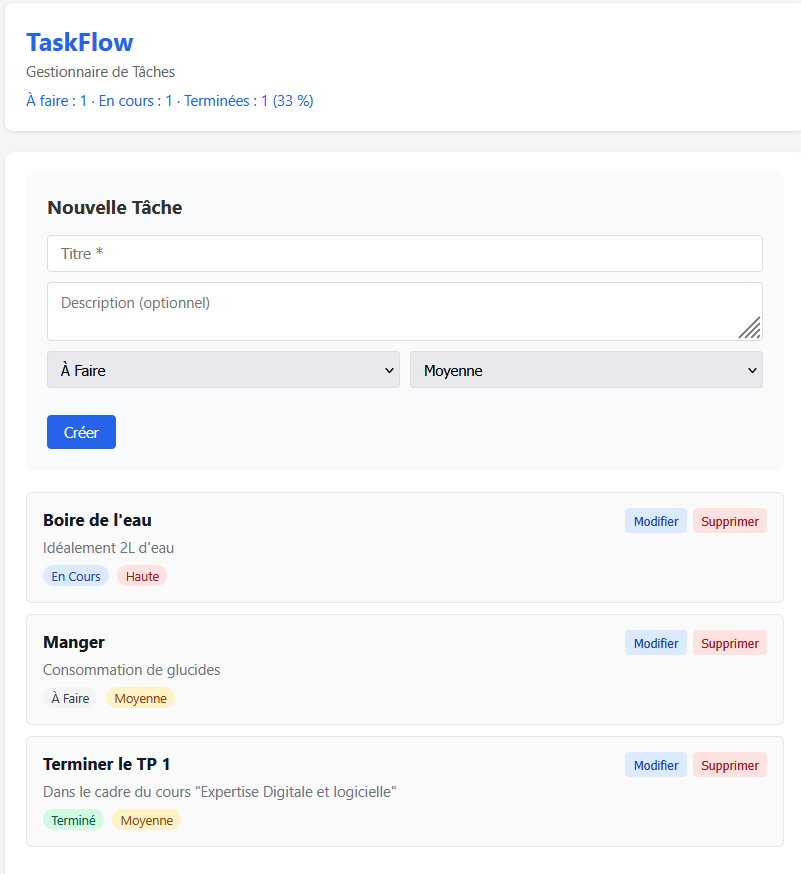 TaskFlow
Gestionnaire de Tâches
À faire : 1 · En cours : 1 · Terminées : 1 (33 %)
Nouvelle Tâche
Titre *
Description (optionnel)
À Faire Moyenne
Créer
Boire de l'eau Modifier Supprimer
Idéalement 2L d'eau
En Cours Haute
Manger Modifier Supprimer
Consommation de glucides
À Faire Moyenne
Terminer le TP 1 Modifier Supprimer
Dans le cadre du cours "Expertise Digitale et logicielle"
Terminé Moyenne